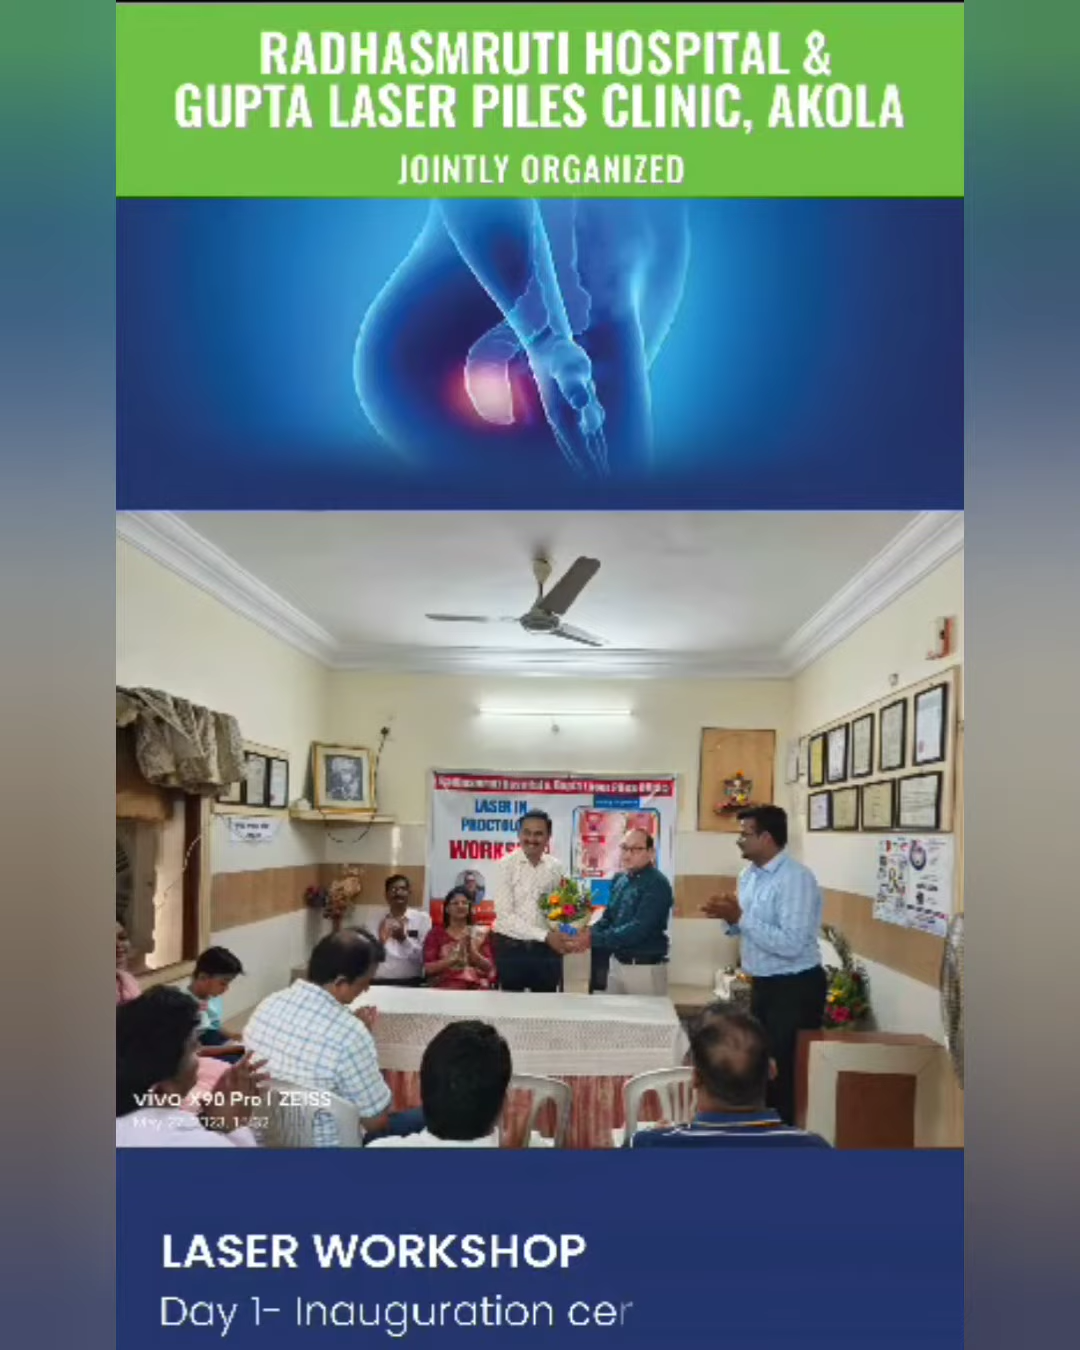 RADHASMRUTI HOSPITAL &
GUPTA LASER PILES CLINIC, AKOLA
JOINTLY ORGANIZED
LASER IN
WORKS
vivo X90 Pro | ZEISS
LASER WORKSHOP
Day 1- Inauguration cer